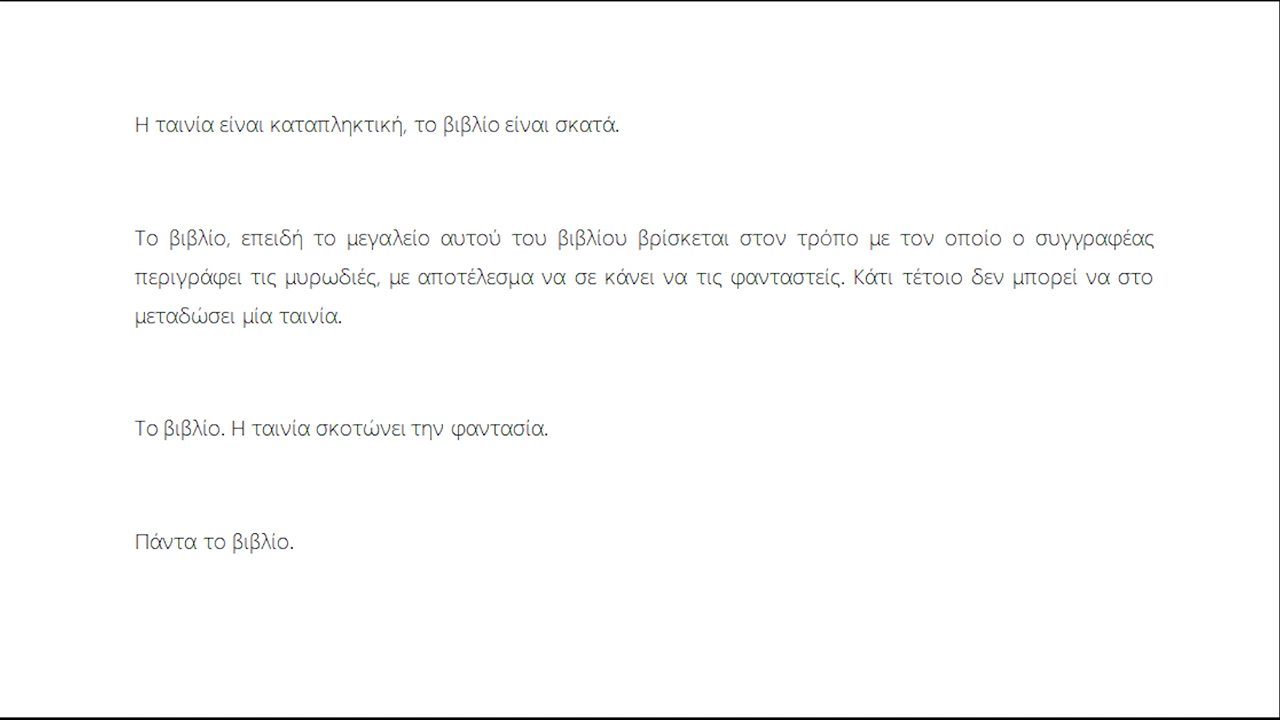 Η ταινία είναι καταπληκτική, το βιβλίο είναι σκατά.
Το βιβλίο, επειδή το μεγαλείο αυτού του βιβλίου βρίσκεται στον τρόπο με τον οποίο ο συγγραφέας
περιγράφει τις μυρωδιές, με αποτέλεσμα να σε κάνει να τις φανταστείς. Κάτι τέτοιο δεν μπορεί να στο
μεταδώσει μία ταινία.
Το βιβλίο. Η ταινία σκοτώνει την φαντασία.
Πάντα το βιβλίο.